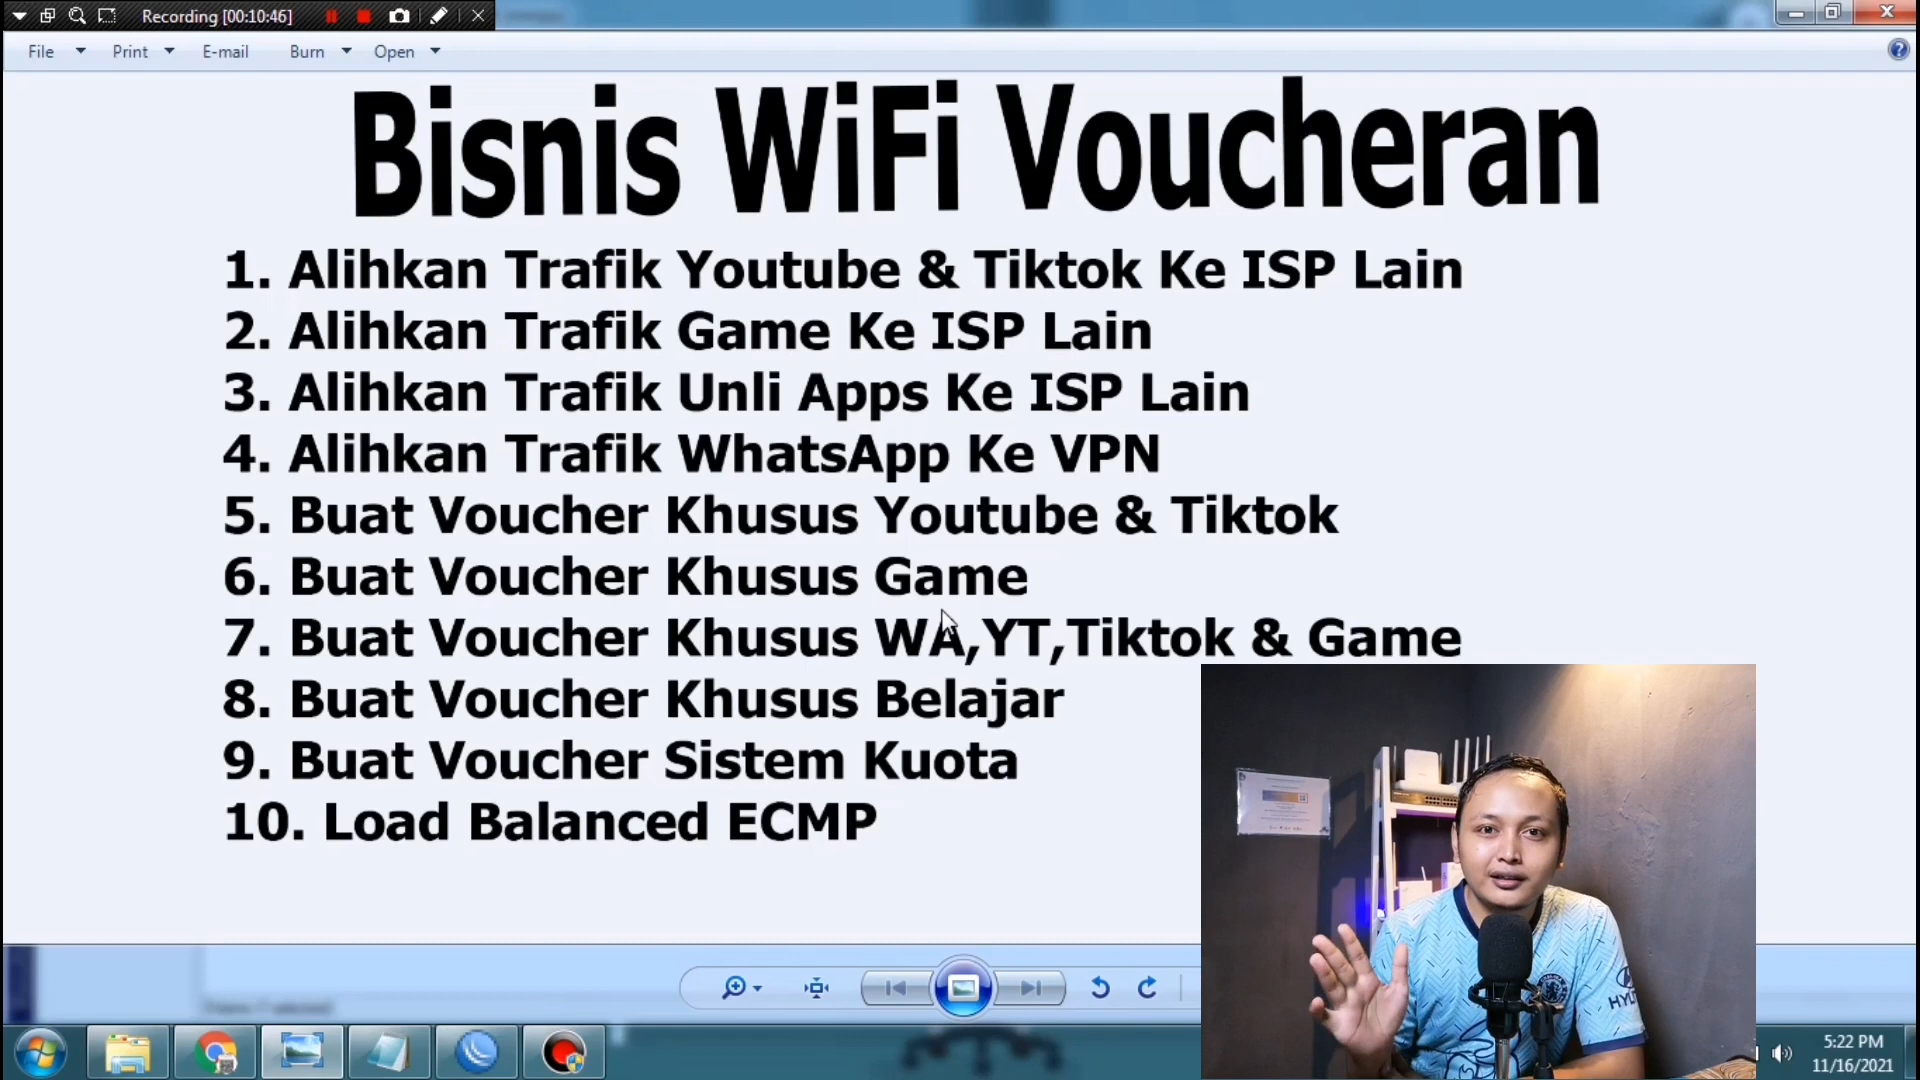 Recording [00:10:46]
File Print E-mail Burn Open
Bisnis WiFi Voucheran
1. Alihkan Trafik Youtube & Tiktok Ke ISP Lain
2. Alihkan Trafik Game Ke ISP Lain
3. Alihkan Trafik Unli Apps Ke ISP Lain
4. Alihkan Trafik WhatsApp Ke VPN
5. Buat Voucher Khusus Youtube & Tiktok
6. Buat Voucher Khusus Game
7. Buat Voucher Khusus WA,YT,Tiktok & Game
8. Buat Voucher Khusus Belajar
9. Buat Voucher Sistem Kuota
10. Load Balanced ECMP
5:22 PM
11/16/2021